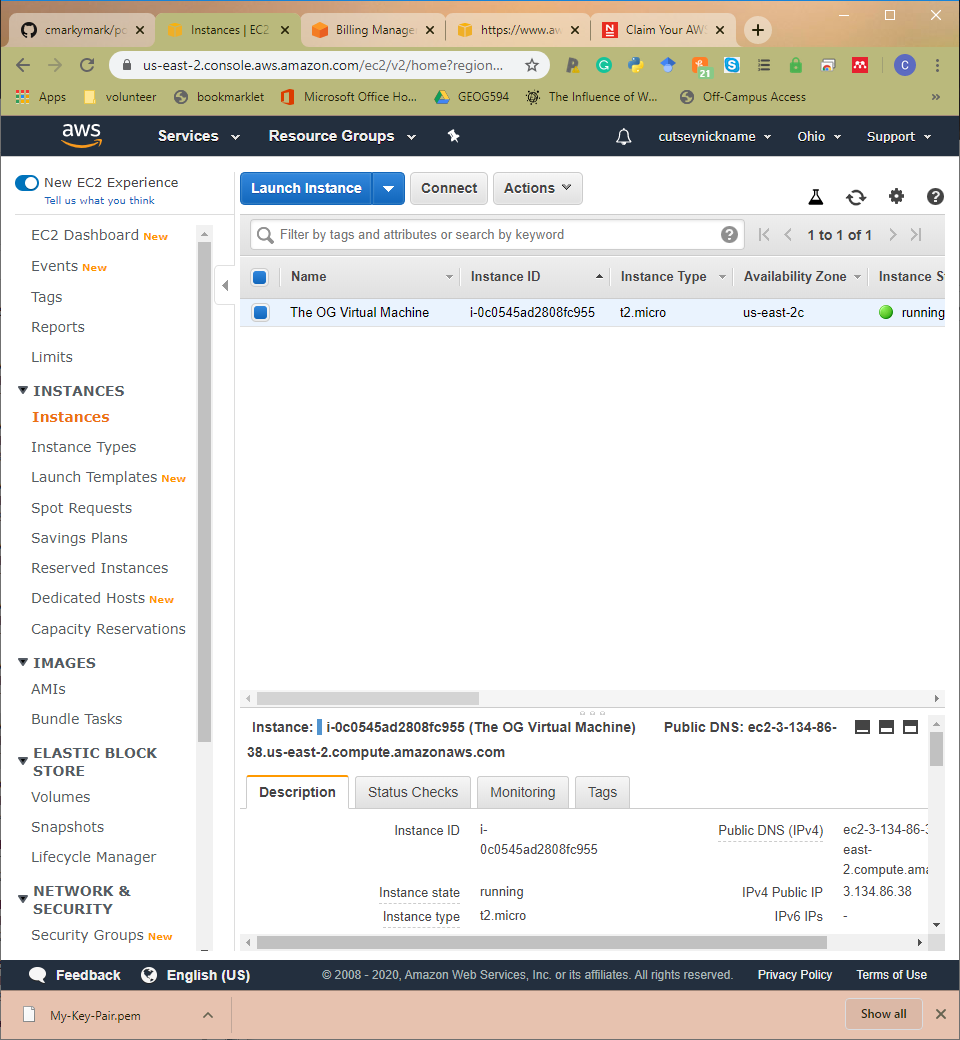 cmarkymark/po
Instances | EC2
Billing Manage
https://www.aw
Claim Your AWS
us-east-2.console.aws.amazon.com/ec2/v2/home?region...
21
C
Apps volunteer bookmarklet Microsoft Office Ho... GEOG594 The Influence of W... Off-Campus Access »
aws Services Resource Groups cutseynickname Ohio Support
New EC2 Experience
Tell us what you think
EC2 Dashboard New
Events New
Tags
Reports
Limits
INSTANCES
Instances
Instance Types
Launch Templates New
Spot Requests
Savings Plans
Reserved Instances
Dedicated Hosts New
Capacity Reservations
IMAGES
AMIs
Bundle Tasks
ELASTIC BLOCK
STORE
Volumes
Snapshots
Lifecycle Manager
NETWORK &
SECURITY
Security Groups New
Launch Instance Connect Actions
Filter by tags and attributes or search by keyword
1 to 1 of 1
Name Instance ID Instance Type Availability Zone Instance S
The OG Virtual Machine i-0c0545ad2808fc955 t2.micro us-east-2c running
Instance: i-0c0545ad2808fc955 (The OG Virtual Machine) Public DNS: ec2-3-134-86-
38.us-east-2.compute.amazonaws.com
Description Status Checks Monitoring Tags
Instance ID i-
0c0545ad2808fc955
Instance state running
Instance type t2.micro
Public DNS (IPv4) ec2-3-134-86-3
east-
2.compute.ama
IPv4 Public IP 3.134.86.38
IPv6 IPs -
Feedback English (US) © 2008 - 2020, Amazon Web Services, Inc. or its affiliates. All rights reserved. Privacy Policy Terms of Use
My-Key-Pair.pem Show all